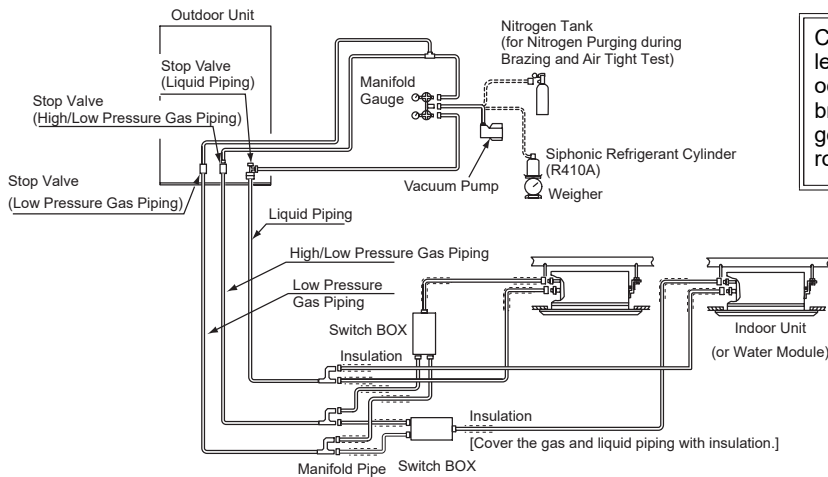 Outdoor Unit
Stop Valve
(Liquid Piping)
Stop Valve
(High/Low Pressure Gas Piping)
Stop Valve
(Low Pressure Gas Piping)
Manifold
Gauge
Nitrogen Tank
(for Nitrogen Purging during
Brazing and Air Tight Test)
Vacuum Pump
Siphonic Refrigerant Cylinder
(R410A)
Weigher
Liquid Piping
High/Low Pressure Gas Piping
Low Pressure
Gas Piping
Switch BOX
Insulation
Indoor Unit
(or Water Module)
Insulation
[Cover the gas and liquid piping with insulation.]
Manifold Pipe
Switch BOX